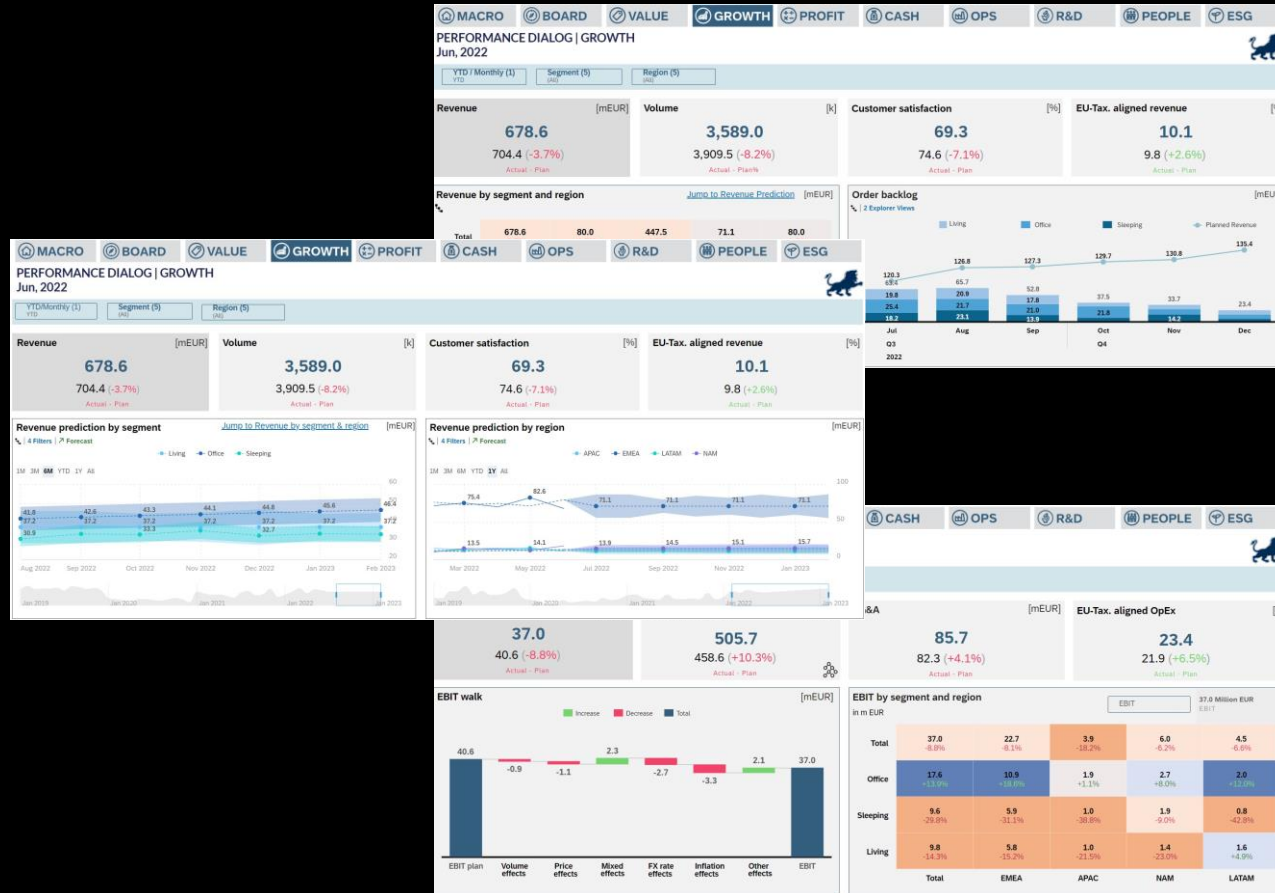 MACRO BOARD VALUE GROWTH PROFIT CASH OPS R&D PEOPLE ESG
PERFORMANCE DIALOG | GROWTH
Jun, 2022
YTD / Monthly (1) Segment (5) Region (5)
YTD (All) (All)
Revenue [mEUR] Volume [k] Customer satisfaction [%] EU-Tax. aligned revenue
678.6 3,589.0 69.3 10.1
704.4 (-3.7%) 3,909.5 (-8.2%) 74.6 (-7.1%) 9.8 (+2.6%)
Actual - Plan Actual - Plan% Actual - Plan Actual - Plan
Revenue by segment and region Jump to Revenue Prediction [mEUR]
Total 678.6 80.0 447.5 71.1 80.0
Order backlog [mEU
2 Explorer Views
Living Office Sleeping Planned Revenue
120.3 126.8 127.3 129.7 130.8 135.4
63.4 65.7 52.8 37.5 33.7 23.4
19.8 20.9 17.8
25.4 21.7 21.0 21.8
18.2 23.1 13.9 14.2
Jul Aug Sep Oct Nov Dec
Q3 Q4
2022
MACRO BOARD VALUE GROWTH PROFIT CASH OPS R&D PEOPLE ESG
PERFORMANCE DIALOG | GROWTH
Jun, 2022
YTD/Monthly (1) Segment (5) Region (5)
YTD (All) (All)
Revenue [mEUR] Volume [k] Customer satisfaction [%] EU-Tax. aligned revenue [%]
678.6 3,589.0 69.3 10.1
704.4 (-3.7%) 3,909.5 (-8.2%) 74.6 (-7.1%) 9.8 (+2.6%)
Actual - Plan Actual - Plan Actual - Plan Actual - Plan
Revenue prediction by segment Jump to Revenue by segment & region [mEUR]
4 Filters | Forecast
Living Office Sleeping
1M 3M 6M YTD 1Y All
60
50
30
20
41.8 42.6 43.3 44.1 44.8 45.6 46.4
37.2 37.2 37.2 37.2 37.2 37.2 37.2
30.9 33.3 32.7
Aug 2022 Sep 2022 Oct 2022 Nov 2022 Dec 2022 Jan 2023 Feb 2023
Jan 2019 Jan 2020 Jan 2021 Jan 2022 Jan 2023
Revenue prediction by region [mEUR]
4 Filters | Forecast
APAC EMEA LATAM NAM
1M 3M 6M YTD 1Y All
100
50
0
75.4 82.6 71.1 71.1 71.1 71.1
13.5 14.1 13.9 14.5 15.1 15.7
Mar 2022 May 2022 Jul 2022 Sep 2022 Nov 2022 Jan 2023
Jan 2019 Jan 2020 Jan 2021 Jan 2022 Jan 2023
CASH OPS R&D PEOPLE ESG
&A [mEUR] EU-Tax. aligned OpEx
37.0 505.7 85.7 23.4
40.6 (-8.8%) 458.6 (+10.3%) 82.3 (+4.1%) 21.9 (+6.5%)
Actual - Plan Actual - Plan Actual - Plan Actual - Plan
EBIT walk [mEUR]
Increase Decrease Total
40.6 -0.9 -1.1 2.3 -2.7 -3.3 2.1 37.0
EBIT plan Volume effects Price effects Mixed effects FX rate effects Inflation effects Other effects EBIT
EBIT by segment and region EBIT 37.0 Million EUR
in m EUR EBIT
Total 37.0 22.7 3.9 6.0 4.5
-8.8% -8.1% -18.2% -6.2% -6.6%
Office 17.6 10.9 1.9 2.7 2.0
+13.9% +1.1% +8.0%
Sleeping 9.6 5.9 1.0 1.9 0.8
-29.8% -31.1% -38.8% -9.0% -42.8%
Living 9.8 5.8 1.0 1.4 1.6
-14.3% -15.2% -21.5% -23.0% +4.9%
Total EMEA APAC NAM LATAM